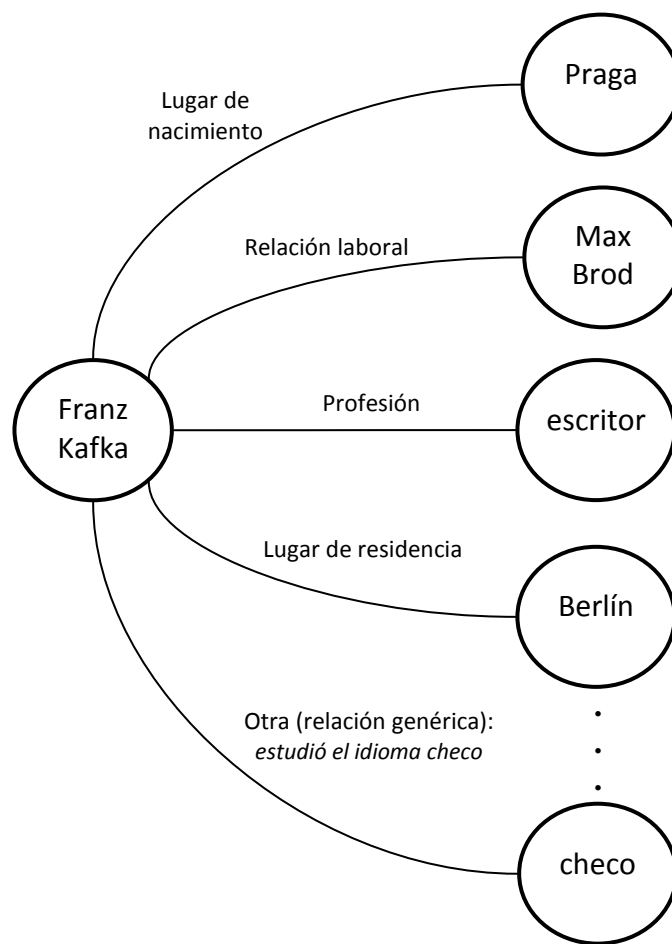 Praga
Lugar de
nacimiento
Max
Brod
Relación laboral
Franz
Kafka
Profesión
escritor
Lugar de residencia
Berlín
Otra (relación genérica):
estudió el idioma checo
checo